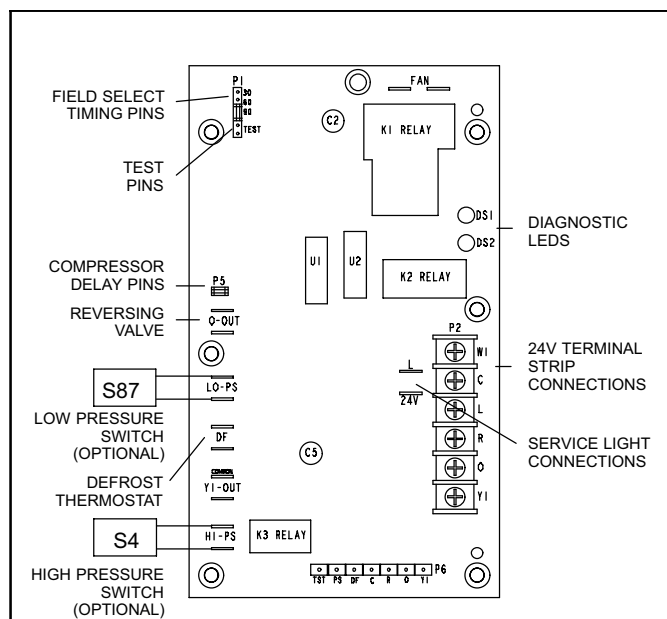 FIELD SELECT
TIMING PINS
TEST
PINS
COMPRESSOR
DELAY PINS
REVERSING
VALVE
S87
LOW PRESSURE
SWITCH
(OPTIONAL)
DEFROST
THERMOSTAT
S4
HIGH PRESSURE
SWITCH
(OPTIONAL)
P1
30
60
90
TEST
FAN
C2
K1 RELAY
DS1
DS2
U1
U2
K2 RELAY
P5
O-OUT
LO-PS
DF
COMMON
Y1-OUT
HI-PS
C5
K3 RELAY
L
24V
P2
W1
C
L
R
O
Y1
TST PS DF C R O Y1
P6
DIAGNOSTIC
LEDS
24V TERMINAL
STRIP
CONNECTIONS
SERVICE LIGHT
CONNECTIONS